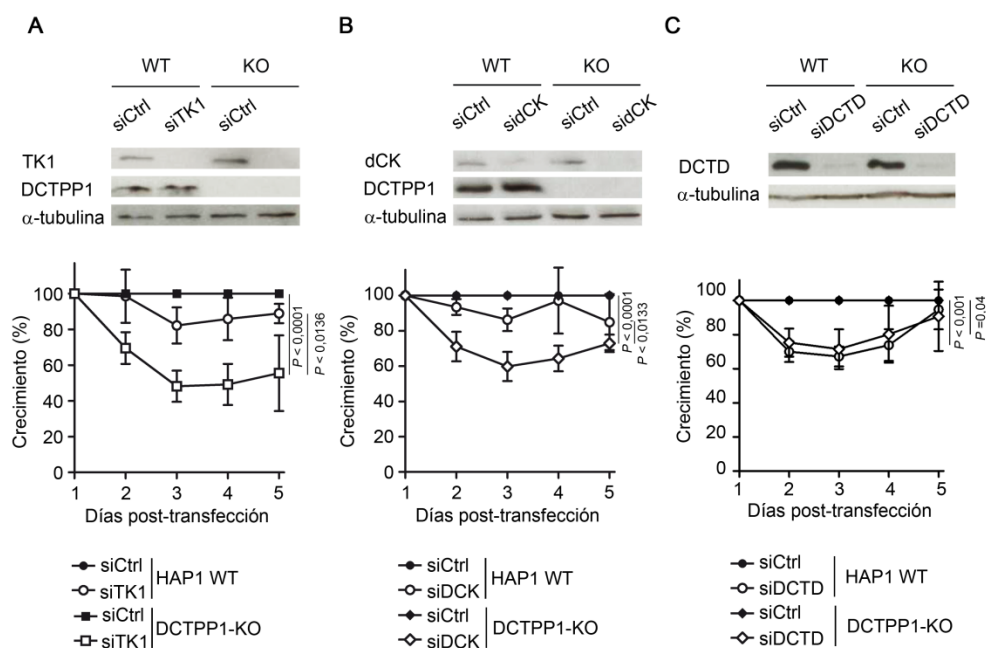 A
WT KO
siCtrl siTK1 siCtrl
TK1
DCTPP1
α-tubulina
100
80
60
40
20
0
Crecimiento (%)
P < 0,0001
P < 0,0136
1 2 3 4 5
Días post-transfección
siCtrl
siTK1
HAP1 WT
siCtrl
siTK1
DCTPP1-KO
B
WT KO
siCtrl sidCK siCtrl sidCK
dCK
DCTPP1
α-tubulina
100
80
60
40
20
0
Crecimiento (%)
P < 0,0001
P < 0,0133
1 2 3 4 5
Días post-transfección
siCtrl
siDCK
HAP1 WT
siCtrl
siDCK
DCTPP1-KO
C
WT KO
siCtrl siDCTD siCtrl siDCTD
DCTD
α-tubulina
100
80
60
40
20
0
Crecimiento (%)
P < 0,001
P =0,04
1 2 3 4 5
Días post-transfección
siCtrl
siDCTD
HAP1 WT
siCtrl
siDCTD
DCTPP1-KO